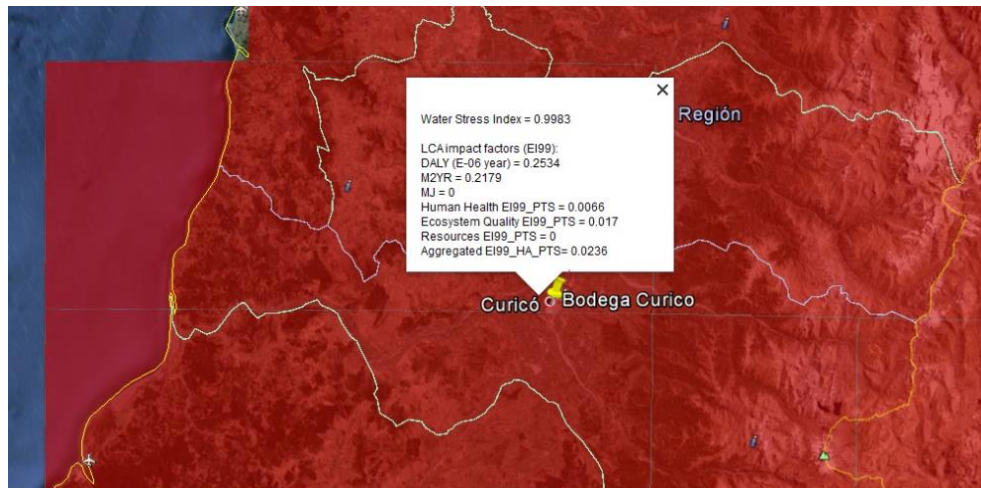 Water Stress Index = 0.9983
LCA impact factors (EI99):
DALY (E-06 year) = 0.2534
M2YR = 0.2179
MJ = 0
Human Health EI99_PTS = 0.0066
Ecosystem Quality EI99_PTS = 0.017
Resources EI99_PTS = 0
Aggregated EI99_HA_PTS= 0.0236
Región
Curicó Bodega Curico